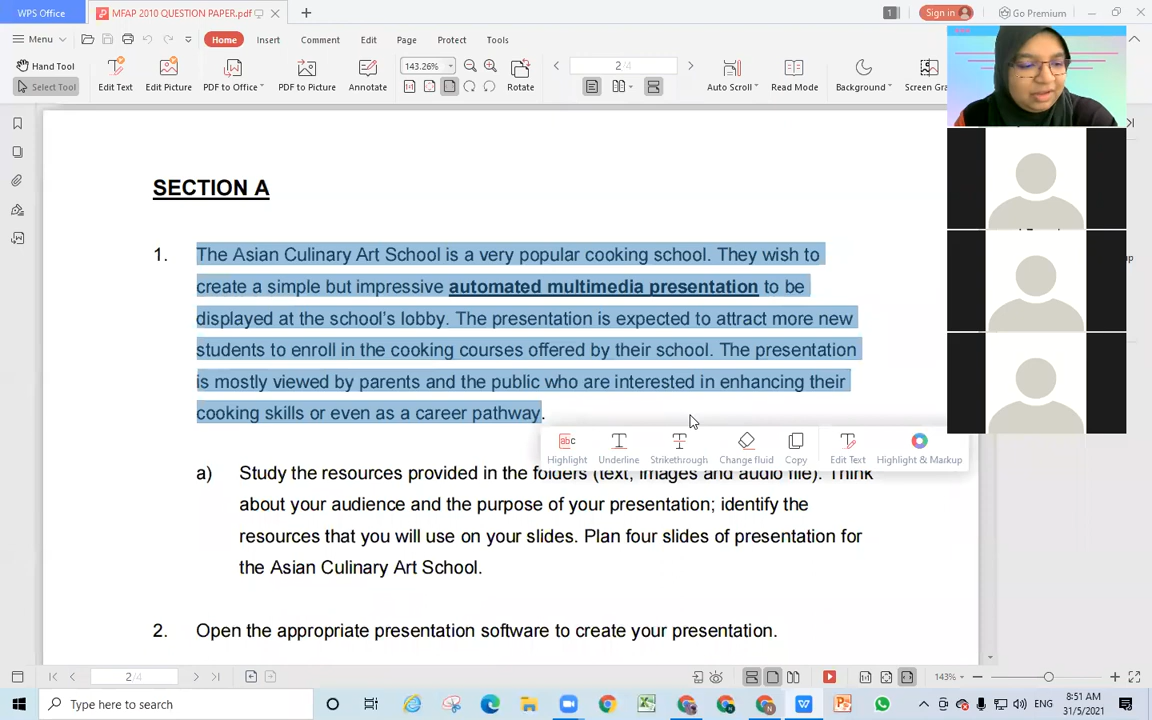 WPS Office
MFAP 2010 QUESTION PAPER.pdf
1
Sign in
Go Premium
Menu
Home
Insert
Comment
Edit
Page
Protect
Tools
Hand Tool
Select Tool
Edit Text
Edit Picture
PDF to Office
PDF to Picture
Annotate
143.26%
Rotate
2/4
Auto Scroll
Read Mode
Background
Screen Gra
SECTION A
1. The Asian Culinary Art School is a very popular cooking school. They wish to
create a simple but impressive automated multimedia presentation to be
displayed at the school's lobby. The presentation is expected to attract more new
students to enroll in the cooking courses offered by their school. The presentation
is mostly viewed by parents and the public who are interested in enhancing their
cooking skills or even as a career pathway.
Highlight
Underline
Strikethrough
Change fluid
Copy
Edit Text
Highlight & Markup
a) Study the resources provided in the folders (text, images and audio file). Think
about your audience and the purpose of your presentation; identify the
resources that you will use on your slides. Plan four slides of presentation for
the Asian Culinary Art School.
2. Open the appropriate presentation software to create your presentation.
2/4
143%
Type here to search
ENG
8:51 AM
31/5/2021